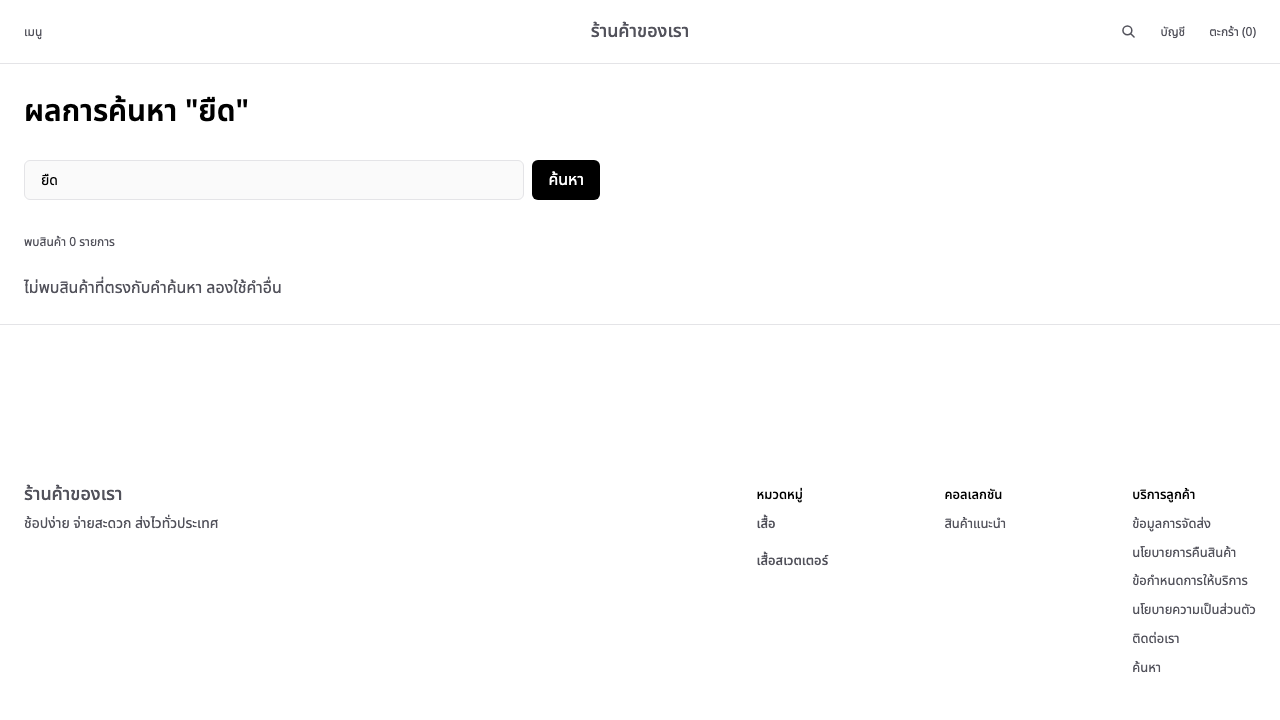 เมนู
ร้านค้าของเรา
บัญชี
ตะกร้า (0)
ผลการค้นหา "ยืด"
ยืด
ค้นหา
พบสินค้า 0 รายการ
ไม่พบสินค้าที่ตรงกับคำค้นหา ลองใช้คำอื่น
ร้านค้าของเรา
ช้อปง่าย จ่ายสะดวก ส่งไวทั่วประเทศ
หมวดหมู่
เสื้อ
เสื้อสเวตเตอร์
คอลเลกชัน
สินค้าแนะนำ
บริการลูกค้า
ข้อมูลการจัดส่ง
นโยบายการคืนสินค้า
ข้อกำหนดการให้บริการ
นโยบายความเป็นส่วนตัว
ติดต่อเรา
ค้นหา